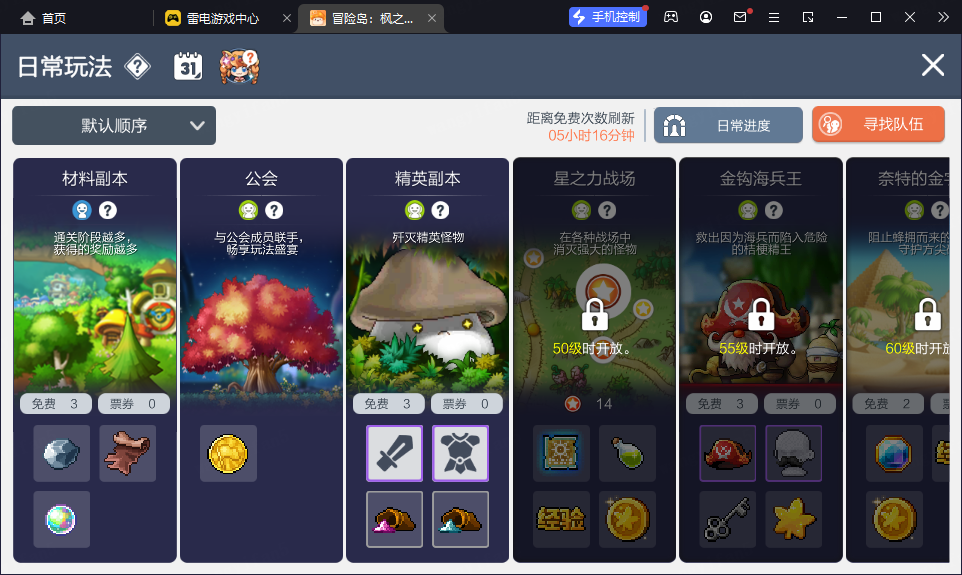 首页
雷电游戏中心
冒险岛：枫之...
手机控制
日常玩法
31
默认顺序
距离免费次数刷新
05小时16分钟
日常进度
寻找队伍
材料副本
通关阶段越多，
获得的奖励越多
免费 3
票券 0
公会
与公会成员联手，
畅享玩法盛宴
精英副本
歼灭精英怪物
免费 3
票券 0
星之力战场
在各种战场中
消灭强大的怪物
50级时开放。
14
经验
金钩海兵王
救出因为海兵而陷入危险
的桔梗精王
55级时开放。
免费 3
票券 0
奈特的金字
阻止蜂拥而来的
守护方尖
60级时开放
免费 2